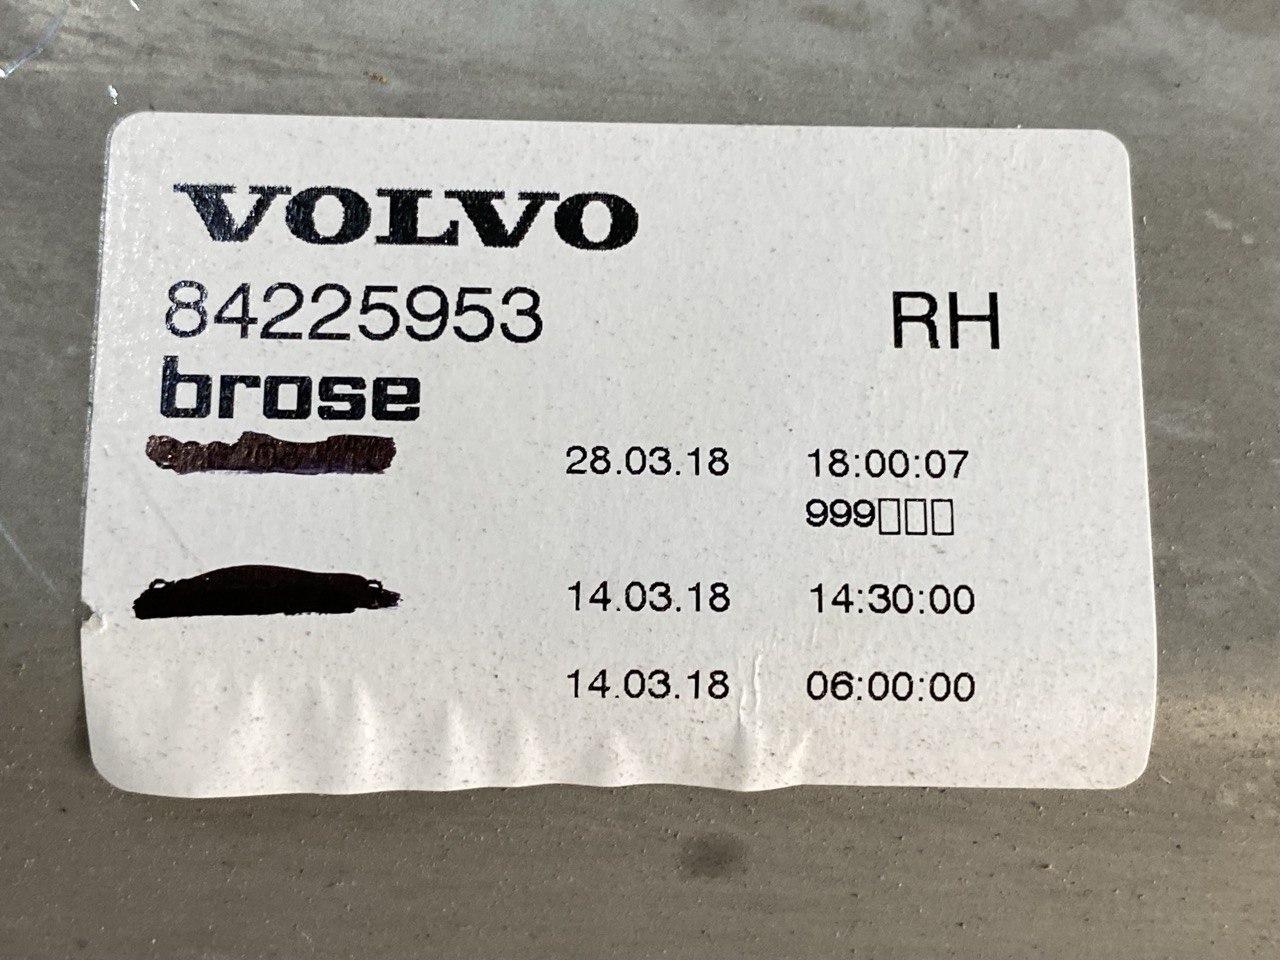 VOLVO
84225953 RH
brose
28.03.18 18:00:07
999□□□
14.03.18 14:30:00
14.03.18 06:00:00